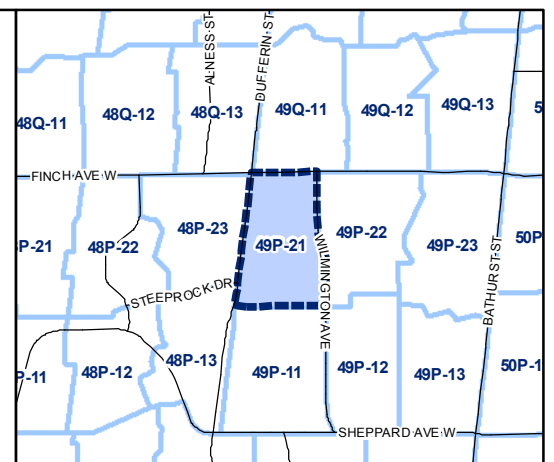 ALNESS ST
DUFFERIN ST
48Q-11
48Q-12
48Q-13
49Q-11
49Q-12
49Q-13
5
FINCH AVE W
P-21
48P-22
48P-23
49P-21
49P-22
49P-23
50P
STEEPROCK DR
WILMINGTON AVE
BATHURST ST
P-11
48P-12
48P-13
49P-11
49P-12
49P-13
50P-1
SHEPPARD AVE W